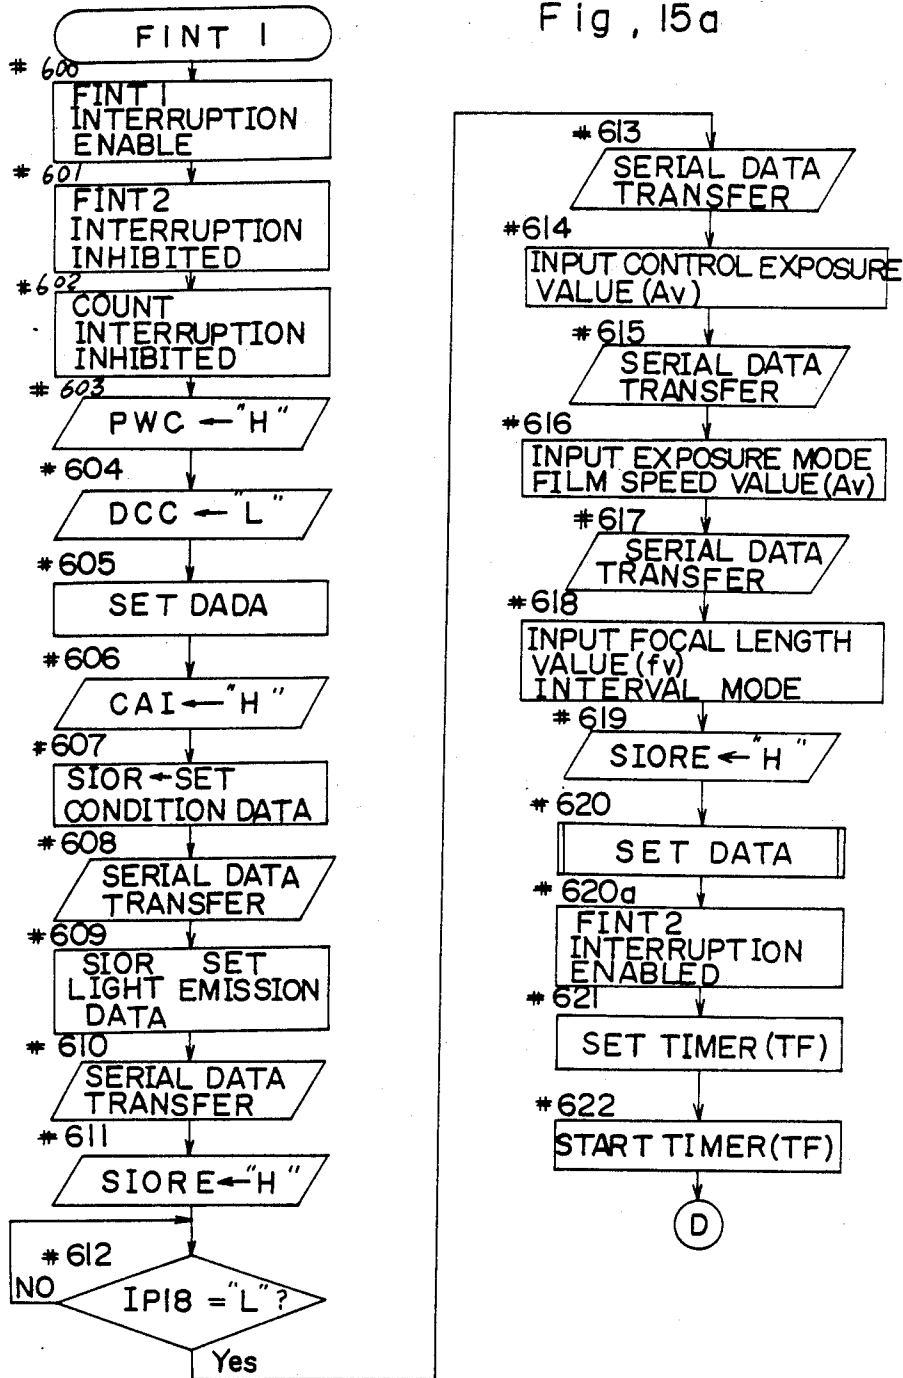 Fig, 15a
FINT 1
# 600
FINT 1
INTERRUPTION
ENABLE
# 601
FINT2
INTERRUPTION
INHIBITED
# 602
COUNT
INTERRUPTION
INHIBITED
# 603
PWC ← "H"
# 604
DCC ← "L"
# 605
SET DADA
# 606
CAI ← "H"
# 607
SIOR ← SET
CONDITION DATA
# 608
SERIAL DATA
TRANSFER
# 609
SIOR SET
LIGHT EMISSION
DATA
# 610
SERIAL DATA
TRANSFER
# 611
SIORE ← "H"
# 612
NO
IP18 = "L" ?
Yes
# 613
SERIAL DATA
TRANSFER
#614
INPUT CONTROL EXPOSURE
VALUE (Av)
# 615
SERIAL DATA
TRANSFER
# 616
INPUT EXPOSURE MODE
FILM SPEED VALUE (Av)
# 617
SERIAL DATA
TRANSFER
# 618
INPUT FOCAL LENGTH
VALUE (fv)
INTERVAL MODE
# 619
SIORE ← "H"
# 620
SET DATA
# 620a
FINT 2
INTERRUPTION
ENABLED
# 621
SET TIMER (TF)
# 622
START TIMER (TF)
D